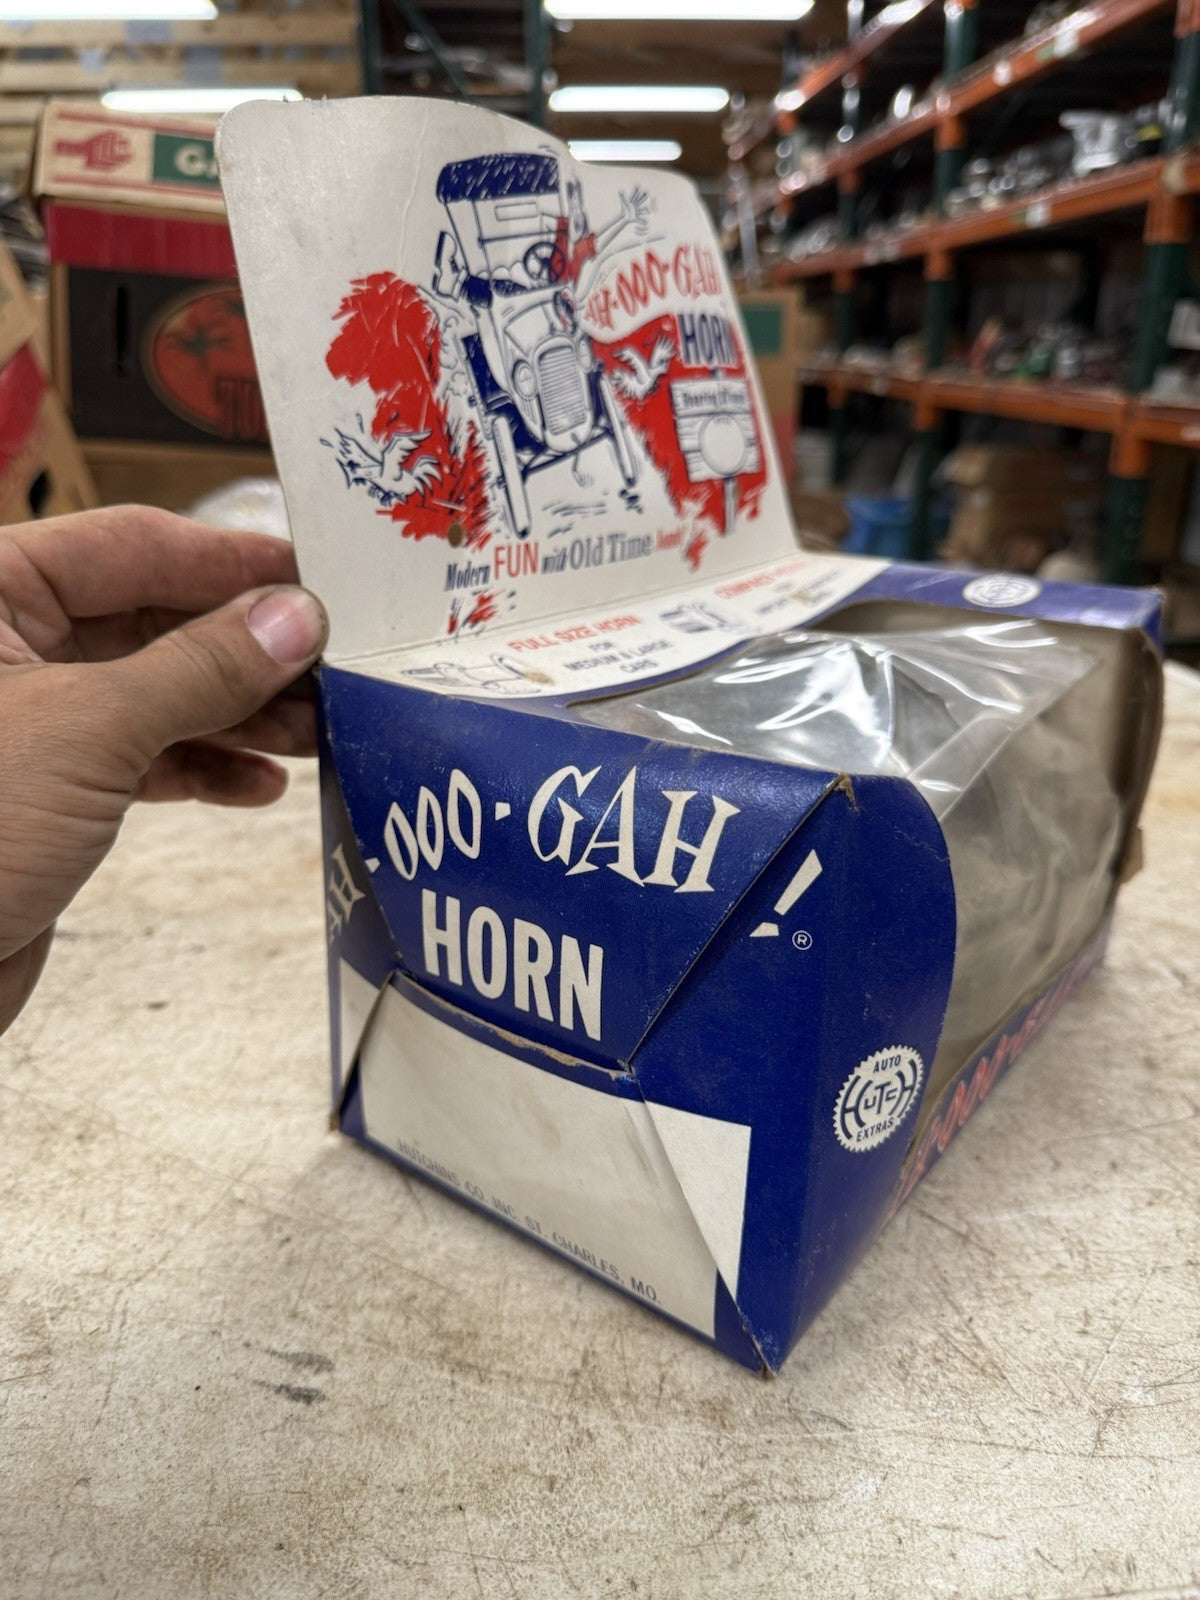 AH-OOO-GAH
HORN
Modern FUN with Old Time
FULL SIZE HORN
FOR
MEDIUM & LARGE
CARS
-OOO-GAH!
HORN
®
AUTO
HUTCH
EXTRAS
HUTCHINS CO. INC. ST. CHARLES, MO.